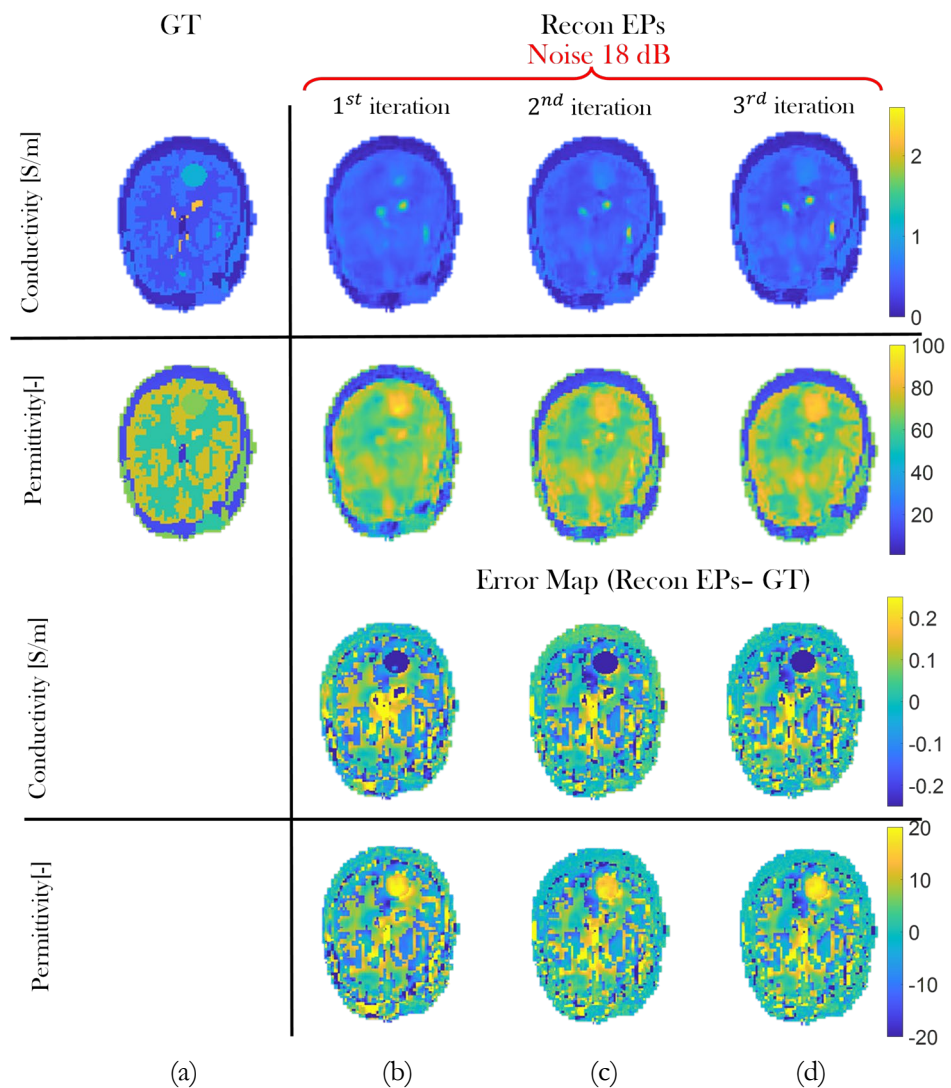 GT
Recon EPs
Noise 18 dB
1st iteration
2nd iteration
3rd iteration
Conductivity [S/m]
2
1
0
Permittivity[-]
100
80
60
40
20
Error Map (Recon EPs– GT)
Conductivity [S/m]
0.2
0.1
0
-0.1
-0.2
Permittivity[-]
20
10
0
-10
-20
(a)
(b)
(c)
(d)